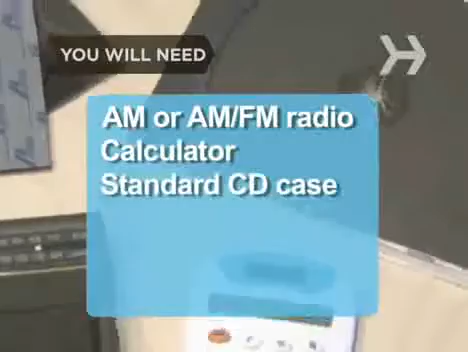 YOU WILL NEED
AM or AM/FM radio
Calculator
Standard CD case